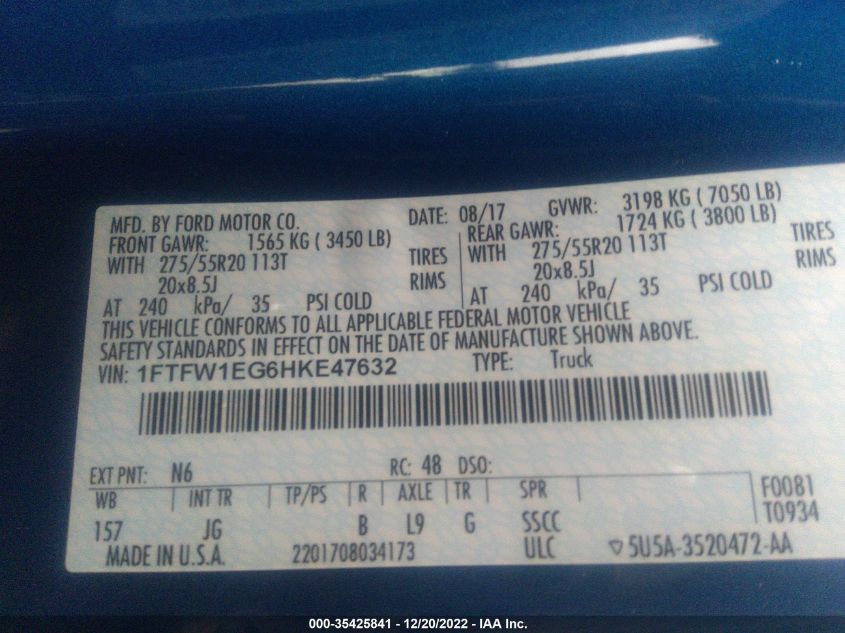 MFD. BY FORD MOTOR CO. DATE: 08/17 GVWR: 3198 KG ( 7050 LB)
FRONT GAWR: 1565 KG ( 3450 LB) REAR GAWR: 1724 KG ( 3800 LB)
WITH 275/55R20 113T TIRES WITH 275/55R20 113T TIRES
20x8.5J RIMS 20x8.5J RIMS
AT 240 kPa/ 35 PSI COLD AT 240 kPa/ 35 PSI COLD
THIS VEHICLE CONFORMS TO ALL APPLICABLE FEDERAL MOTOR VEHICLE
SAFETY STANDARDS IN EFFECT ON THE DATE OF MANUFACTURE SHOWN ABOVE.
VIN: 1FTFW1EG6HKE47632 TYPE: Truck
EXT PNT: N6 RC: 48 DSO:
WB INT TR TP/PS R AXLE TR SPR F0081
157 JG B L9 G SSCC T0934
MADE IN U.S.A. 2201708034173 ULC 5U5A-3520472-AA
000-35425841 - 12/20/2022 - IAA Inc.